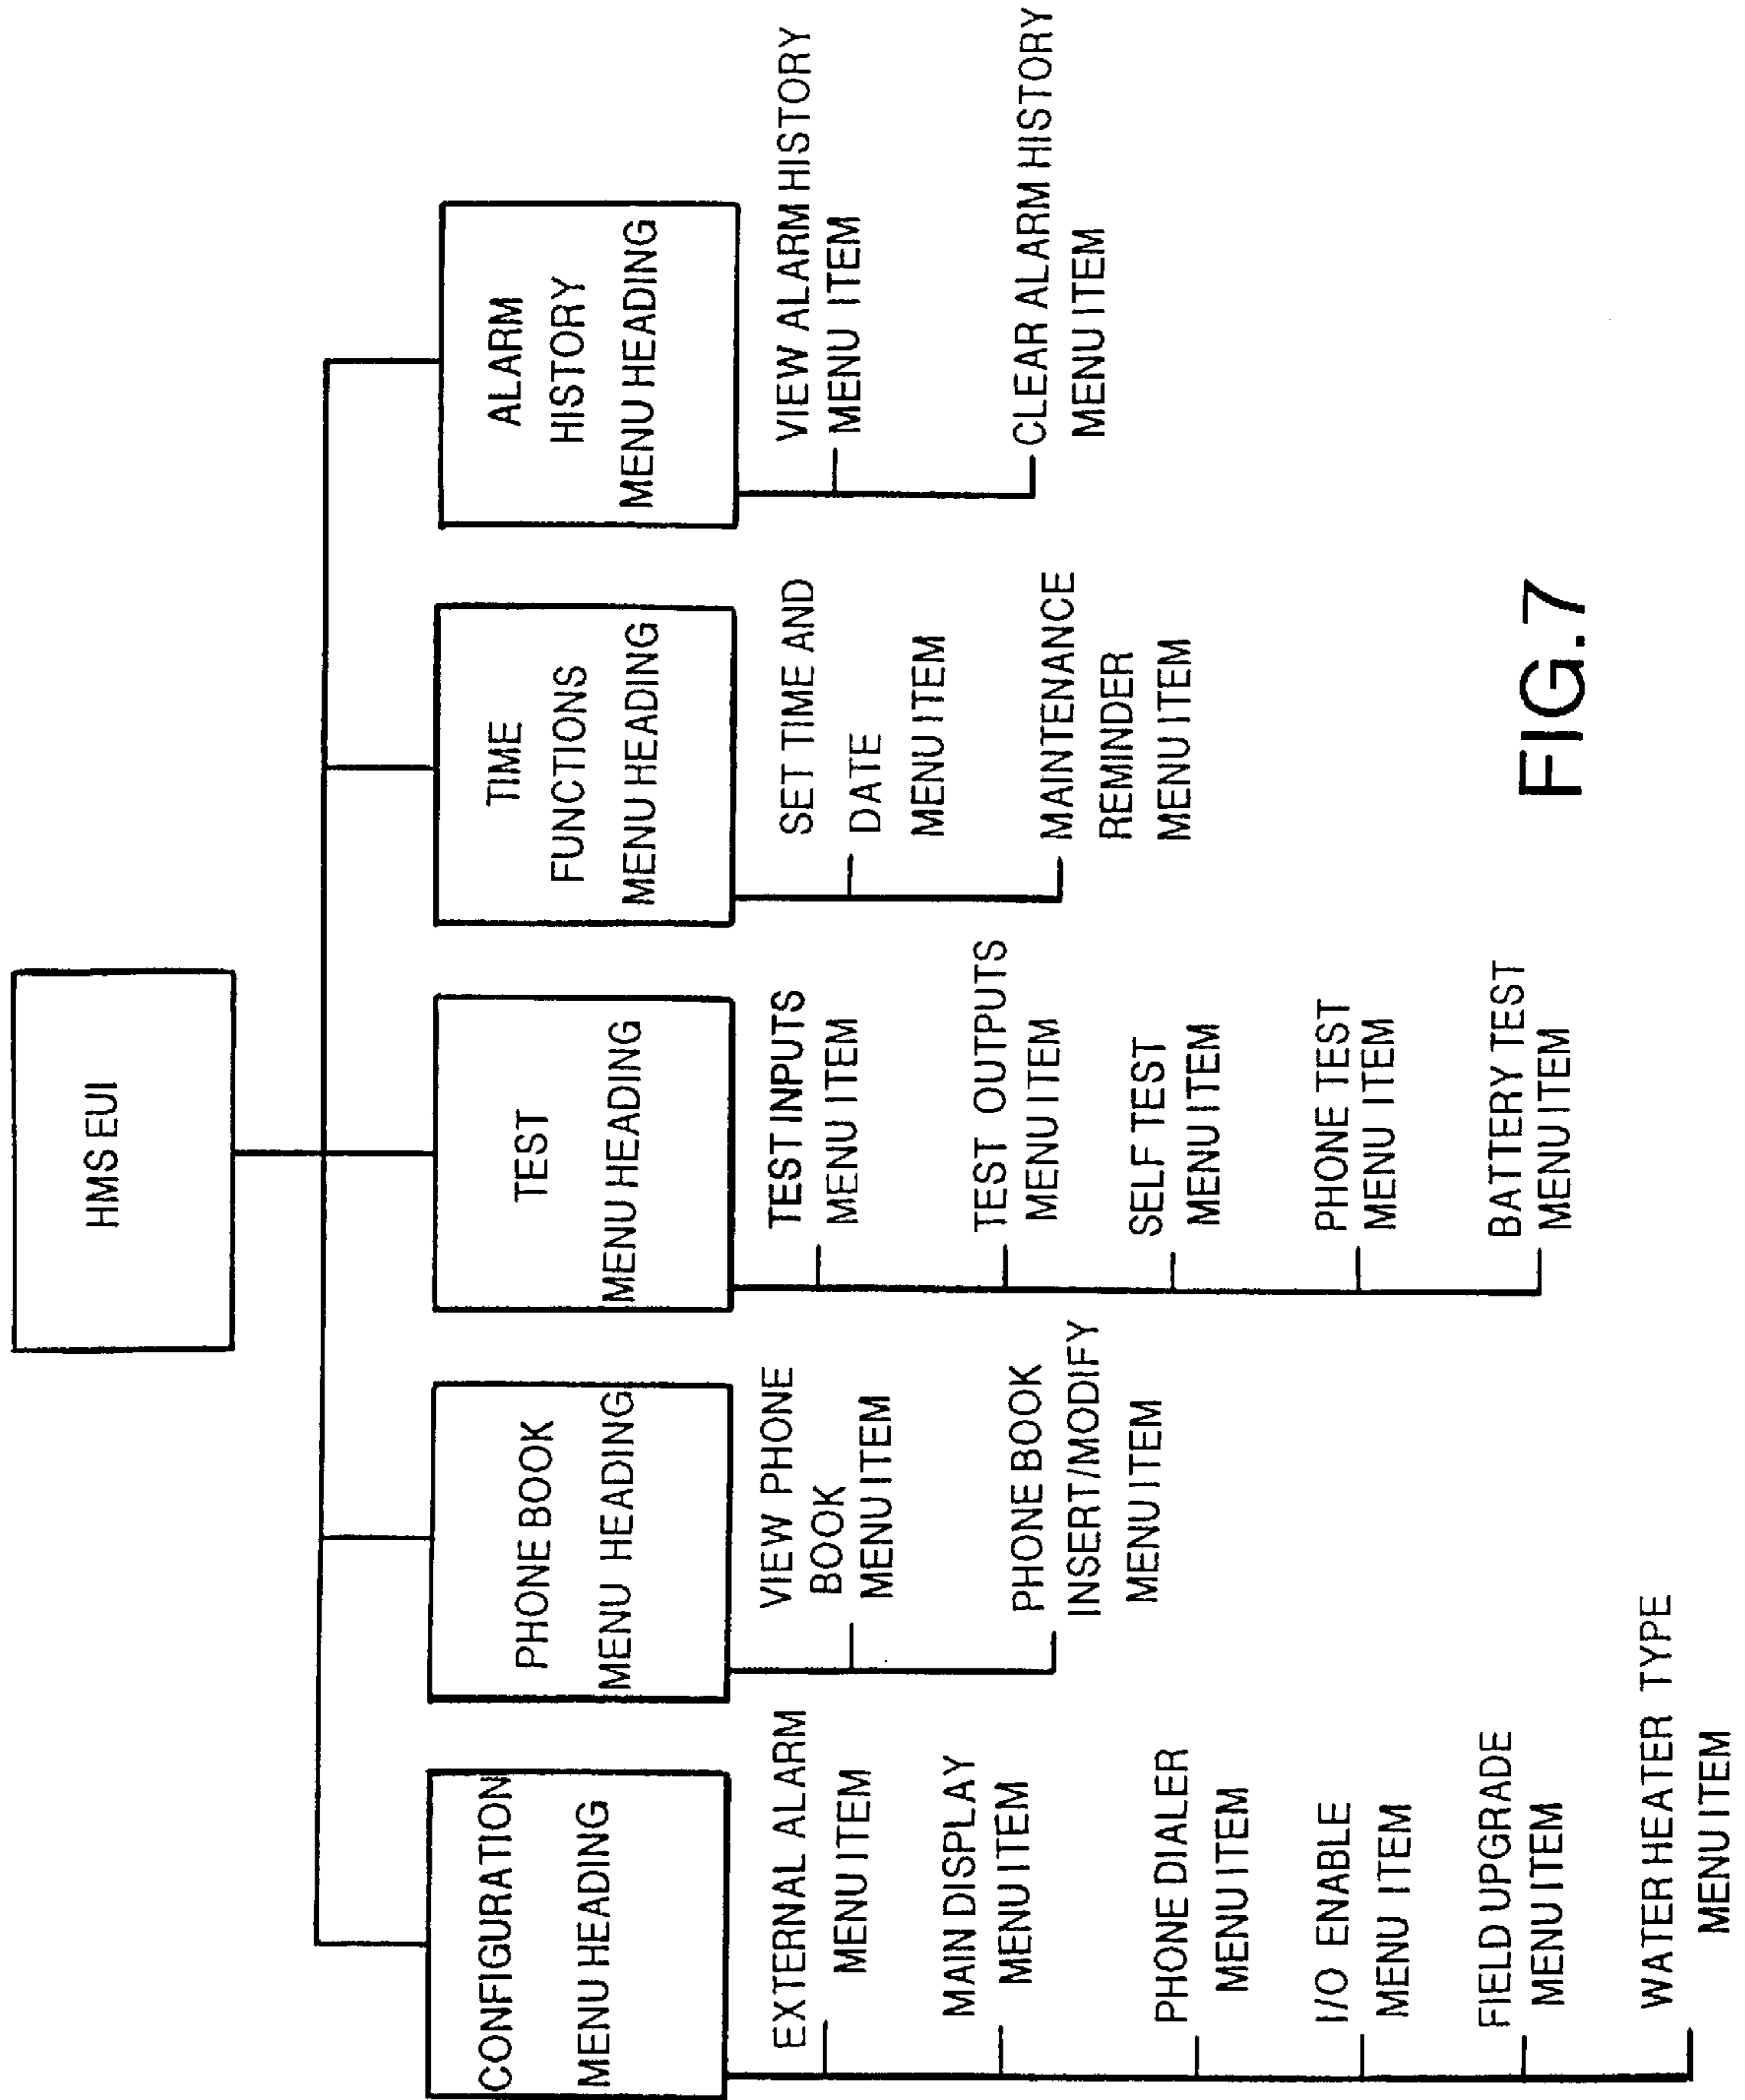 HMS EUI
CONFIGURATION
MENU HEADING
EXTERNAL ALARM
MENU ITEM
MAIN DISPLAY
MENU ITEM
PHONE DIALER
MENU ITEM
I/O ENABLE
MENU ITEM
FIELD UPGRADE
MENU ITEM
WATER HEATER TYPE
MENU ITEM
PHONE BOOK
MENU HEADING
VIEW PHONE
BOOK
MENU ITEM
PHONE BOOK
INSERT/MODIFY
MENU ITEM
TEST
MENU HEADING
TEST INPUTS
MENU ITEM
TEST OUTPUTS
MENU ITEM
SELF TEST
MENU ITEM
PHONE TEST
MENU ITEM
BATTERY TEST
MENU ITEM
TIME
FUNCTIONS
MENU HEADING
SET TIME AND
DATE
MENU ITEM
MAINTENANCE
REMINDER
MENU ITEM
ALARM
HISTORY
MENU HEADING
VIEW ALARM HISTORY
MENU ITEM
CLEAR ALARM HISTORY
MENU ITEM
FIG.7